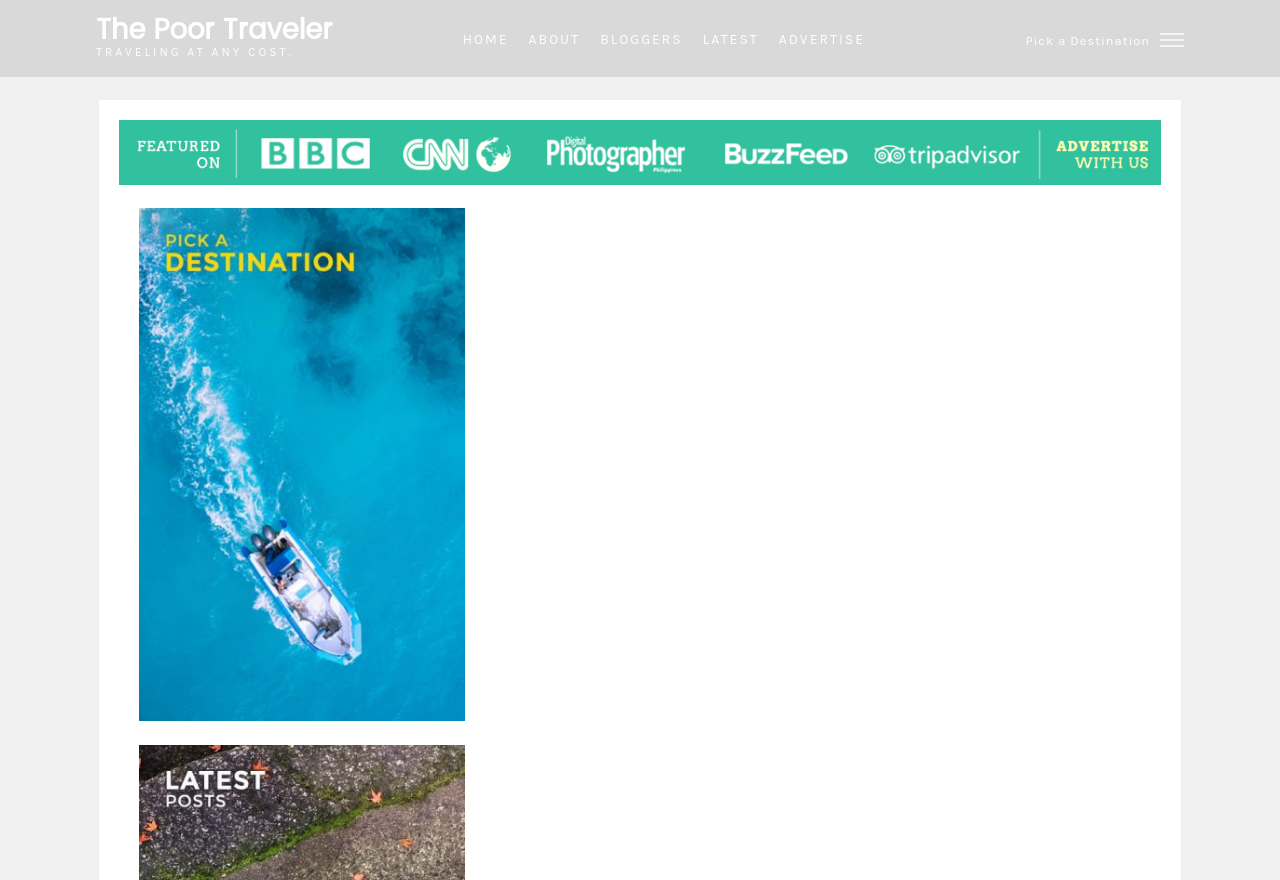 The Poor Traveler
TRAVELING AT ANY COST.
HOME ABOUT BLOGGERS LATEST ADVERTISE
Pick a Destination
FEATURED
ON
BBC
CNN
Digital
Photographer
Philippines
BuzzFeed
tripadvisor
ADVERTISE
WITH US
PICK A
DESTINATION
LATEST
POSTS